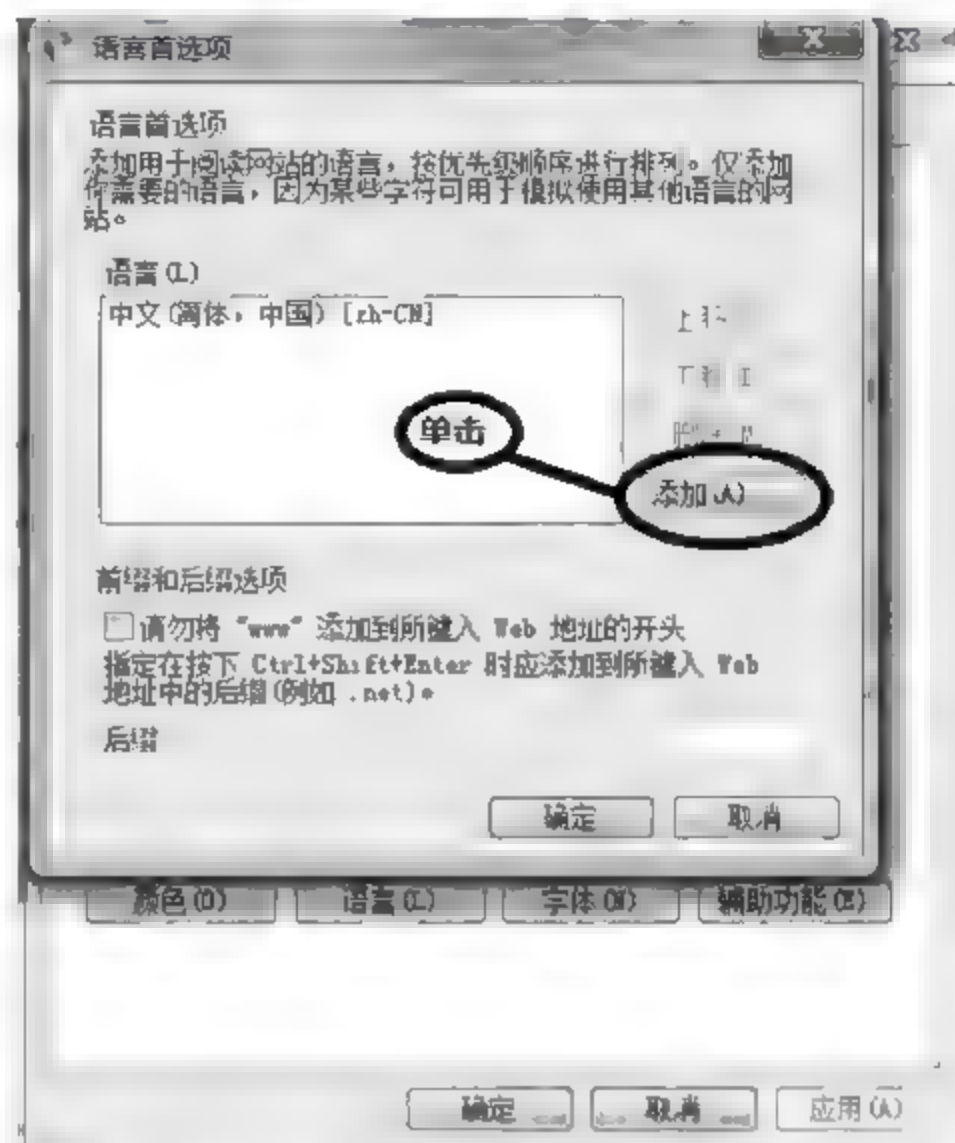 语言首选项
语言首选项
添加用于阅读网站的语言，按优先级顺序进行排列。仅添加
你需要的语言，因为某些字符可用于模拟使用其他语言的网
站。
语言(L)
中文(简体，中国) [zh-CN]
上移
单击
添加(A)
前缀和后缀选项
请勿将 "www" 添加到所键入 Web 地址的开头
指定在按下 Ctrl+Shift+Enter 时应添加到所键入 Web
地址中的后缀(例如 .net)。
后缀
确定 取消
颜色(O) 语言(L) 字体(N) 辅助功能(E)
确定 取消 应用(A)